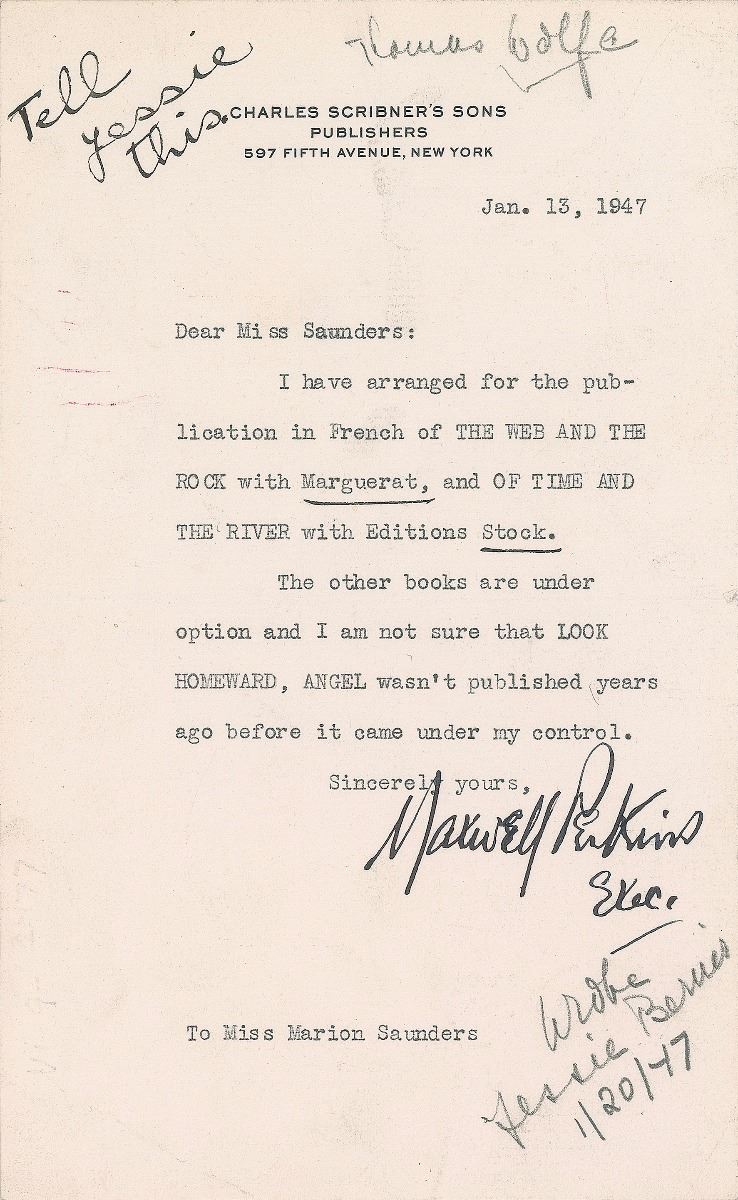 Thomas Wolfe
Tell
Jessie
this.
CHARLES SCRIBNER'S SONS
PUBLISHERS
597 FIFTH AVENUE, NEW YORK
Jan. 13, 1947
Dear Miss Saunders:
I have arranged for the pub-
lication in French of THE WEB AND THE
ROCK with Marguerat, and OF TIME AND
THE RIVER with Editions Stock.
The other books are under
option and I am not sure that LOOK
HOMEWARD, ANGEL wasn't published years
ago before it came under my control.
Sincerely yours,
Maxwell Perkins
Exec.
To Miss Marion Saunders
Wrote
Jessie
1/20/47